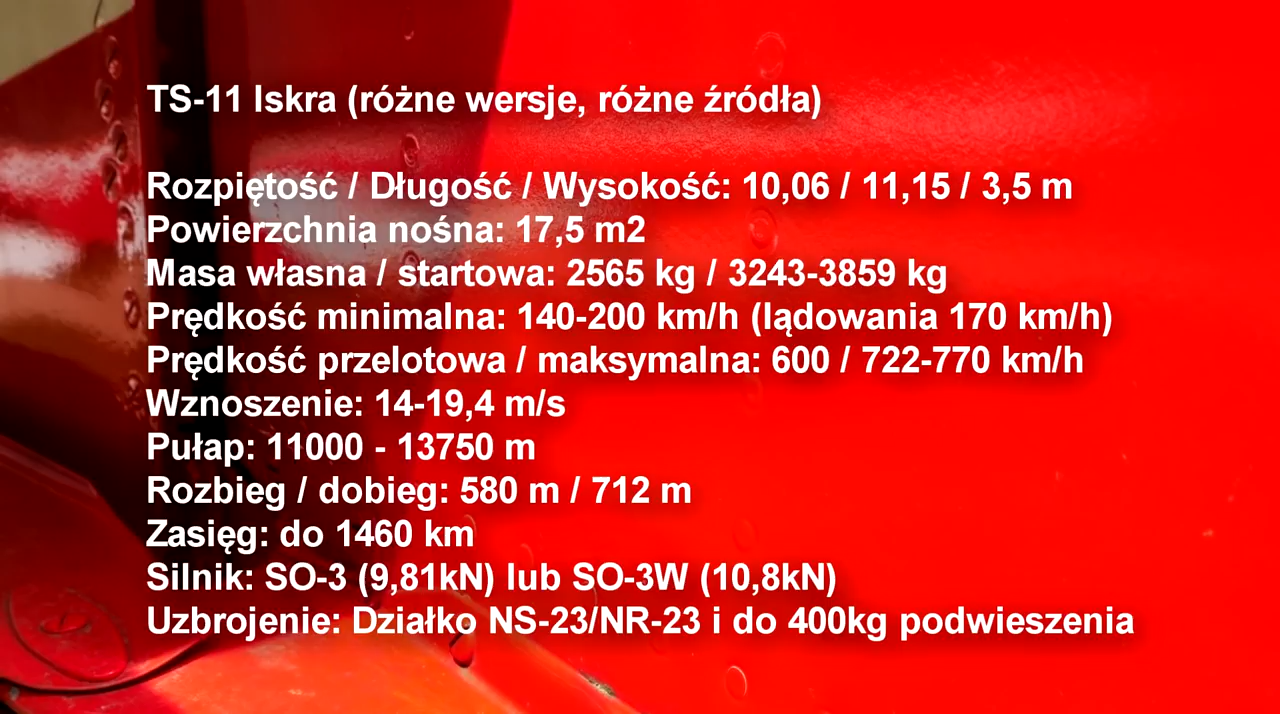 TS-11 Iskra (różne wersje, różne źródła)
Rozpiętość / Długość / Wysokość: 10,06 / 11,15 / 3,5 m
Powierzchnia nośna: 17,5 m2
Masa własna / startowa: 2565 kg / 3243-3859 kg
Prędkość minimalna: 140-200 km/h (lądowania 170 km/h)
Prędkość przelotowa / maksymalna: 600 / 722-770 km/h
Wznoszenie: 14-19,4 m/s
Pułap: 11000 - 13750 m
Rozbieg / dobieg: 580 m / 712 m
Zasięg: do 1460 km
Silnik: SO-3 (9,81kN) lub SO-3W (10,8kN)
Uzbrojenie: Działko NS-23/NR-23 i do 400kg podwieszenia